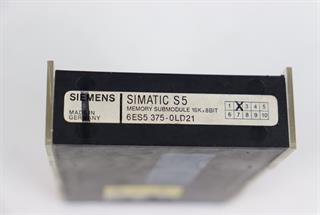 SIEMENS
MADE IN
GERMANY
SIMATIC S5
MEMORY SUBMODULE 16K x 8BIT
6ES5 375-0LD21
1 X 3 4 5
6 7 8 9 10